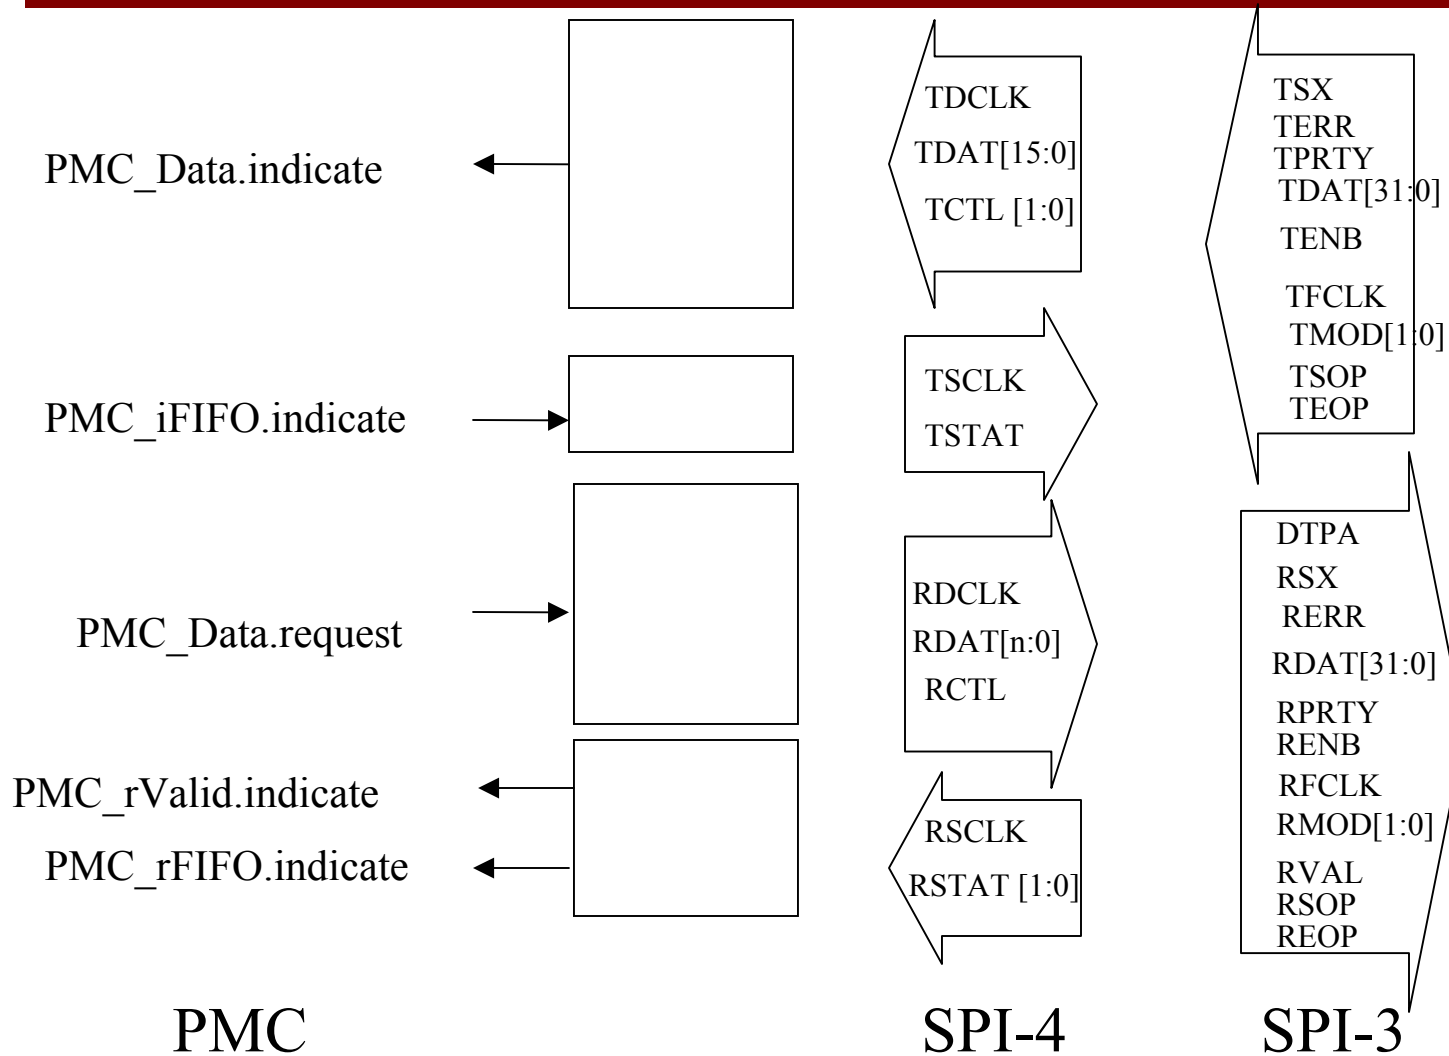 PMC_Data.indicate
PMC_iFIFO.indicate
PMC_Data.request
PMC_rValid.indicate
PMC_rFIFO.indicate
PMC
TDCLK
TDAT[15:0]
TCTL [1:0]
TSCLK
TSTAT
RDCLK
RDAT[n:0]
RCTL
RSCLK
RSTAT [1:0]
SPI-4
TSX
TERR
TPRTY
TDAT[31:0]
TENB
TFCLK
TMOD[1:0]
TSOP
TEOP
DTPA
RSX
RERR
RDAT[31:0]
RPRTY
RENB
RFCLK
RMOD[1:0]
RVAL
RSOP
REOP
SPI-3